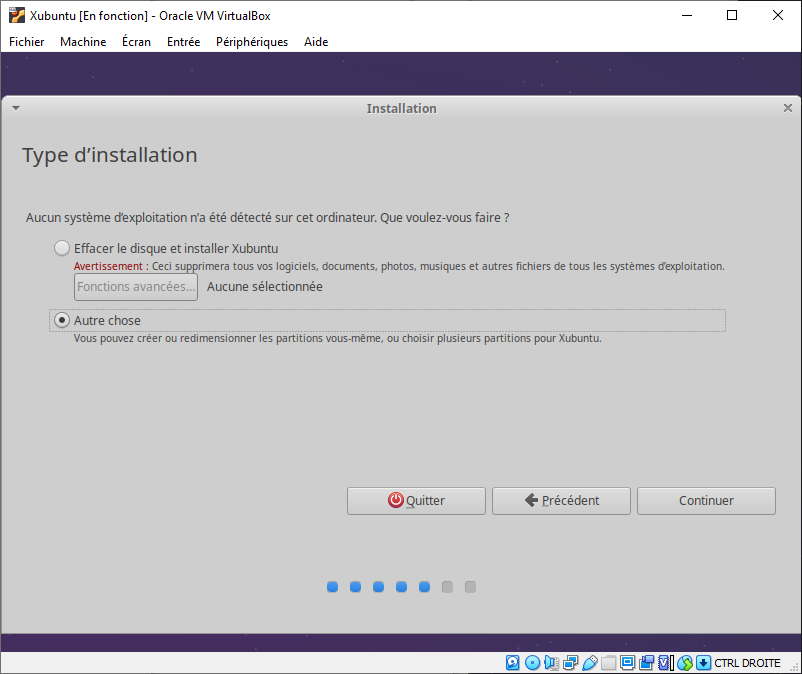 Xubuntu [En fonction] - Oracle VM VirtualBox
Fichier Machine Écran Entrée Périphériques Aide
Installation
Type d’installation
Aucun système d’exploitation n’a été détecté sur cet ordinateur. Que voulez-vous faire ?
Effacer le disque et installer Xubuntu
Avertissement : Ceci supprimera tous vos logiciels, documents, photos, musiques et autres fichiers de tous les systèmes d’exploitation.
Fonctions avancées... Aucune sélectionnée
Autre chose
Vous pouvez créer ou redimensionner les partitions vous-même, ou choisir plusieurs partitions pour Xubuntu.
Quitter Précédent Continuer
CTRL DROITE